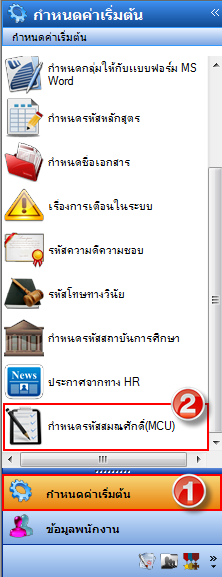 กำหนดค่าเริ่มต้น
กำหนดค่าเริ่มต้น
กำหนดกลุ่มให้กับแบบฟอร์ม MS
Word
กำหนดรหัสหลักสูตร
กำหนดชื่อเอกสาร
เรื่องการเตือนในระบบ
รหัสความดีความชอบ
รหัสโทษทางวินัย
กำหนดรหัสสถาบันการศึกษา
News
ประกาศจากทาง HR
2
กำหนดรหัสสมณศักดิ์(MCU)
กำหนดค่าเริ่มต้น
1
ข้อมูลพนักงาน